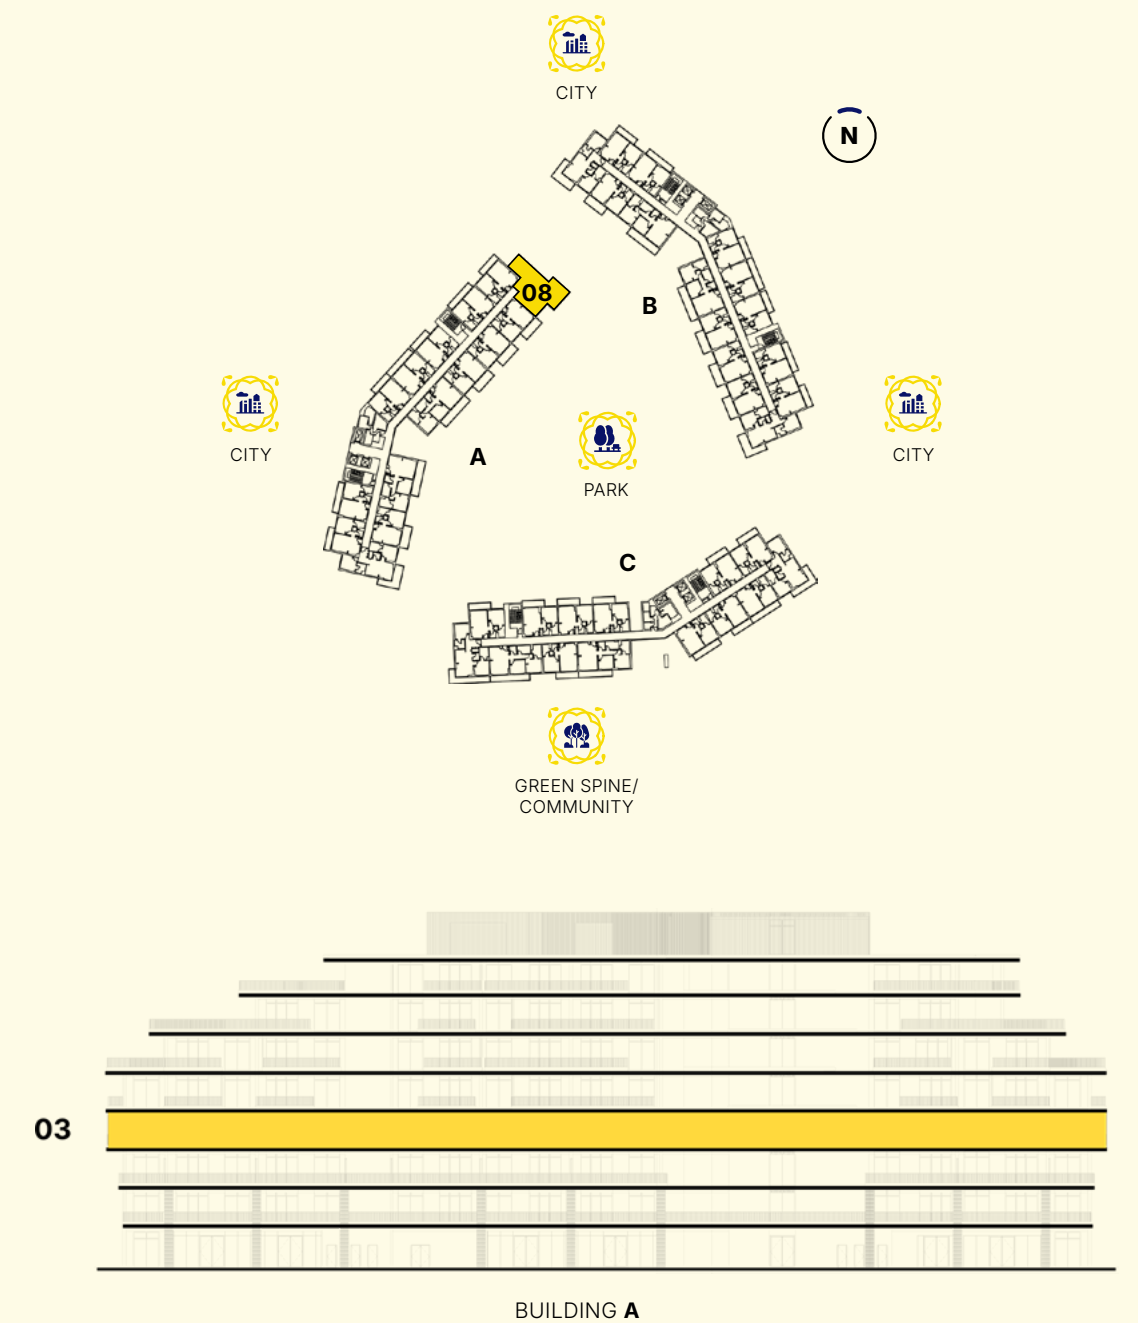 CITY
N
08
B
CITY
CITY
A
PARK
C
GREEN SPINE/
COMMUNITY
03
BUILDING A